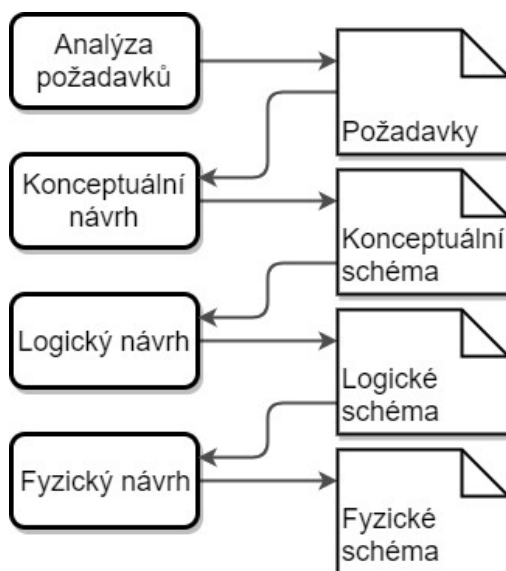 Analýza
požadavků
Požadavky
Konceptuální
návrh
Konceptuální
schéma
Logický návrh
Logické
schéma
Fyzický návrh
Fyzické
schéma